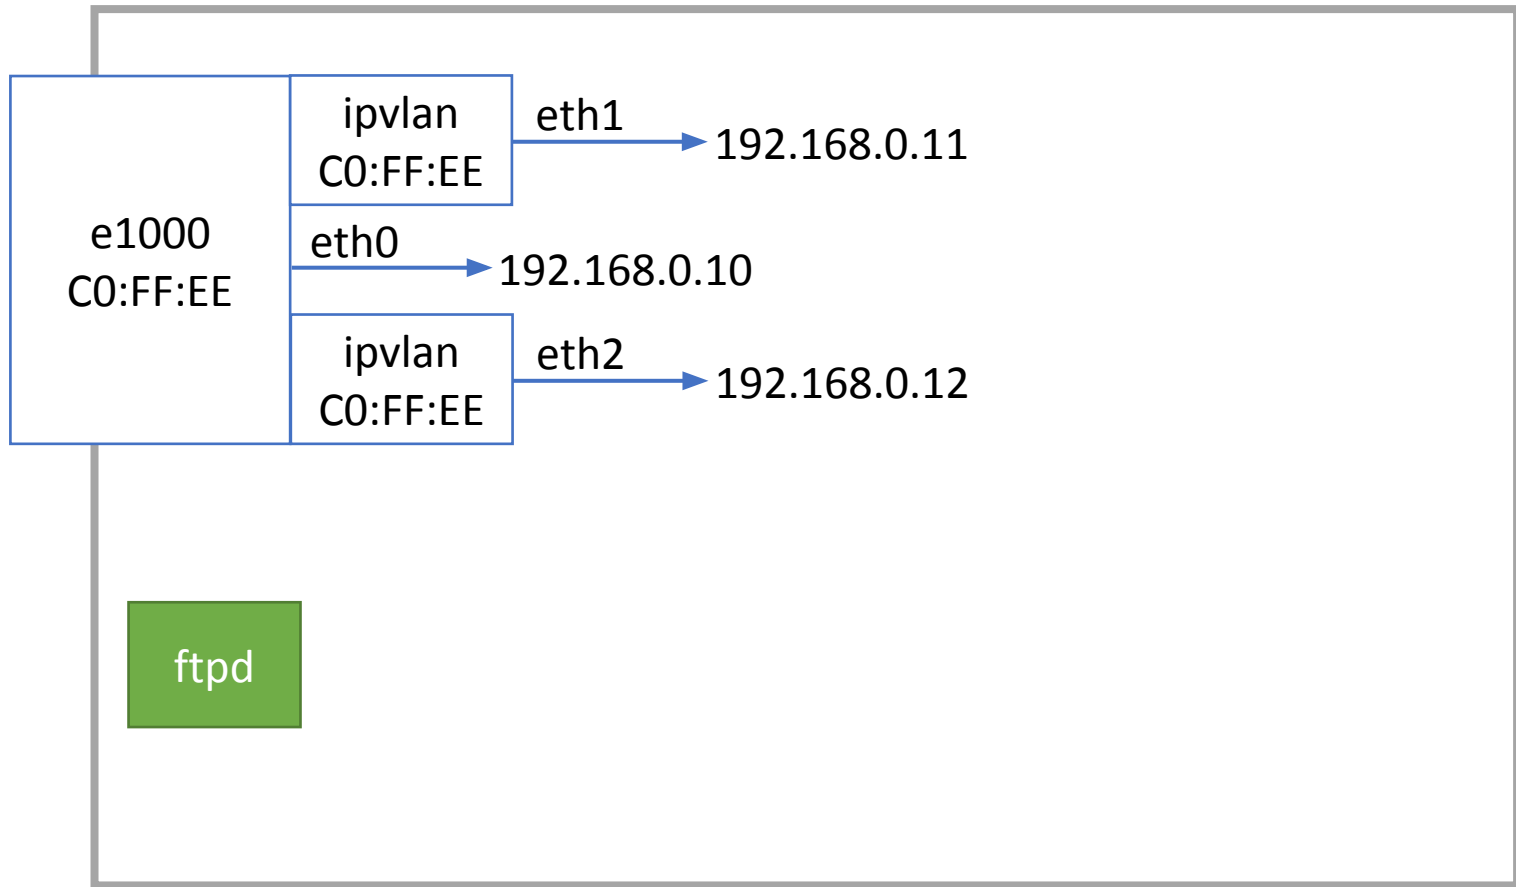 ipvlan
C0:FF:EE
eth1
192.168.0.11
e1000
C0:FF:EE
eth0
192.168.0.10
ipvlan
C0:FF:EE
eth2
192.168.0.12
ftpd